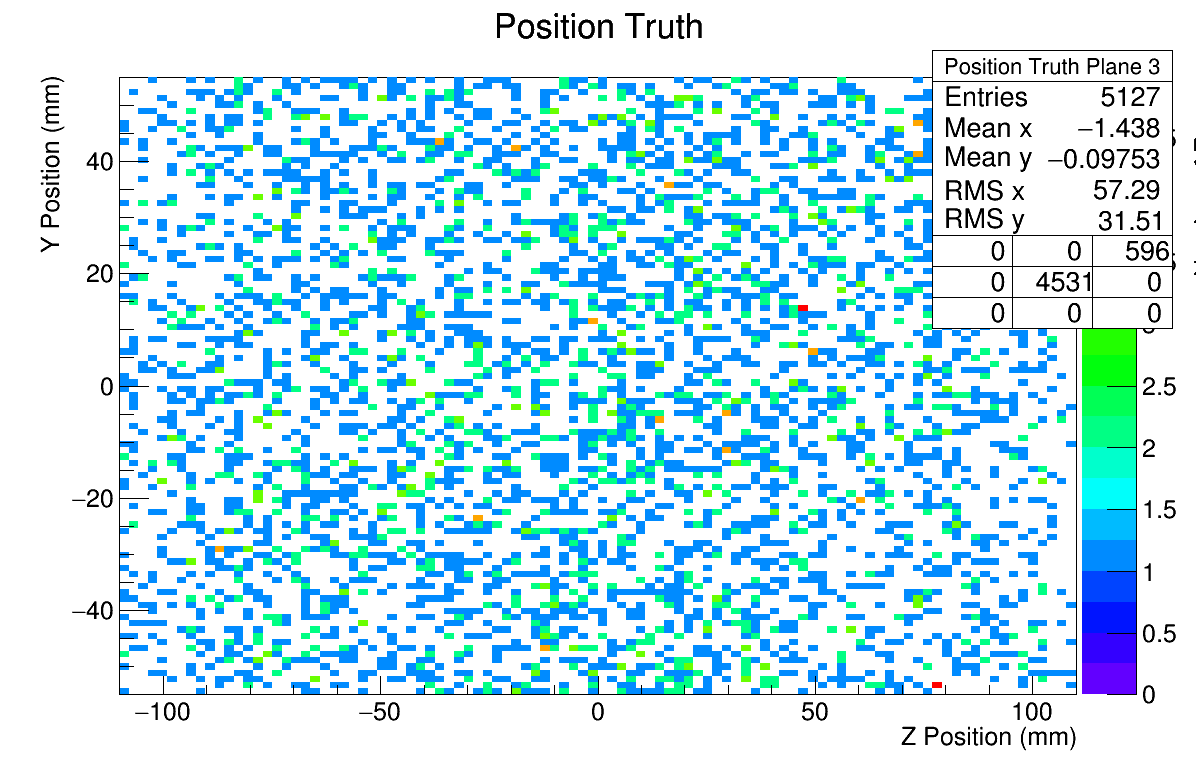 Position Truth
Position Truth Plane 3
Entries 5127
Mean x −1.438
Mean y −0.09753
RMS x 57.29
RMS y 31.51
0 0 596
0 4531 0
0 0 0
Y Position (mm)
40
20
0
−20
−40
−100 −50 0 50 100
Z Position (mm)
2.5
2
1.5
1
0.5
0